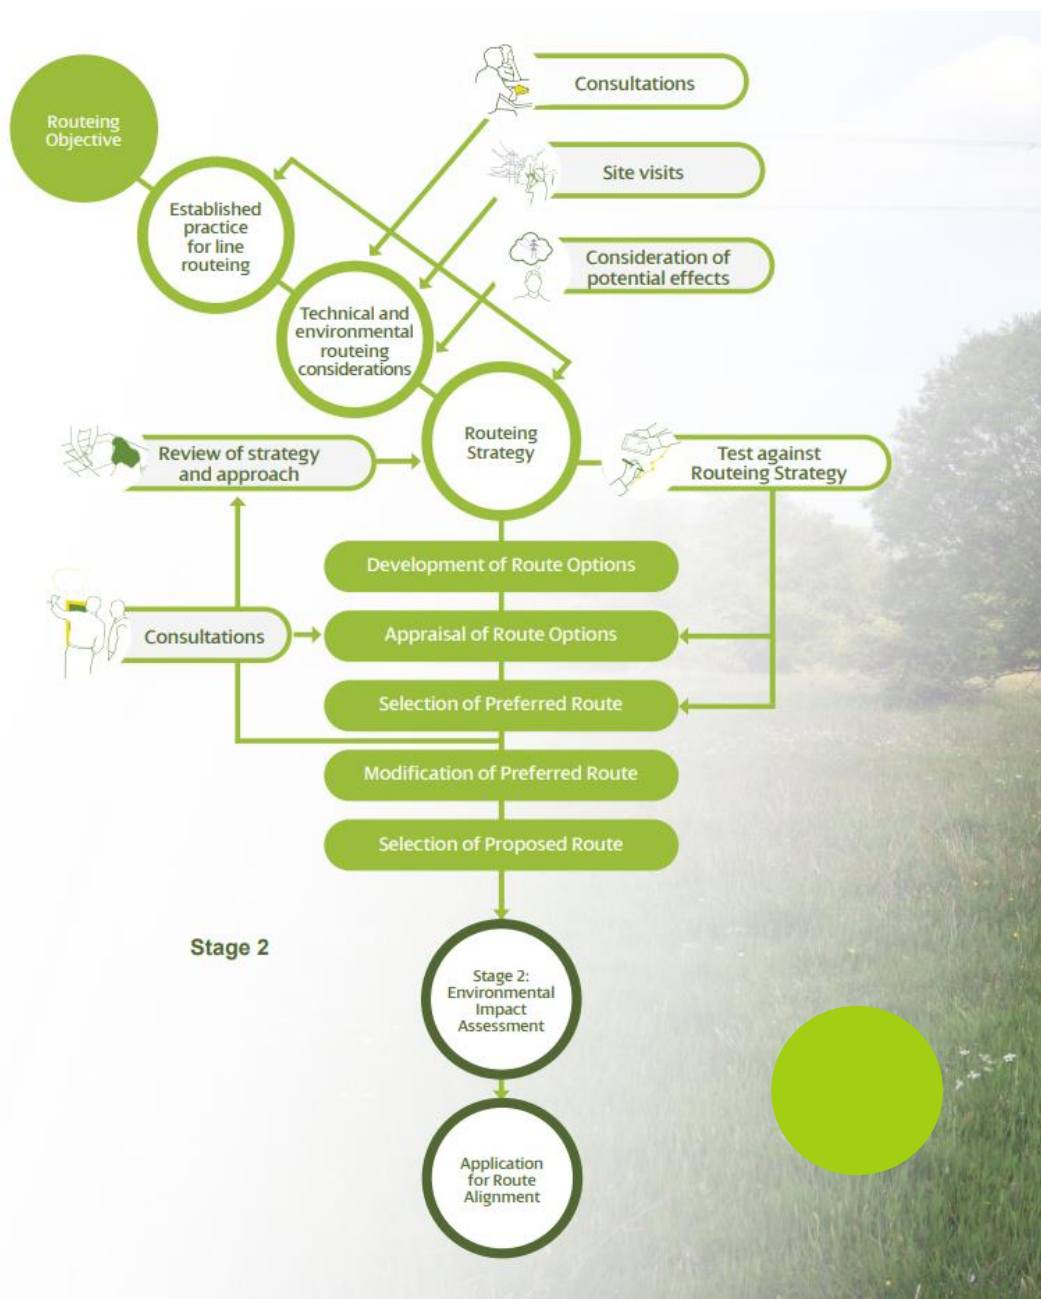 Routeing
Objective
Consultations
Site visits
Established
practice
for line
routeing
Consideration of
potential effects
Technical and
environmental
routeing
considerations
Routeing
Strategy
Review of strategy
and approach
Test against
Routeing Strategy
Development of Route Options
Consultations
Appraisal of Route Options
Selection of Preferred Route
Modification of Preferred Route
Selection of Proposed Route
Stage 2
Stage 2:
Environmental
Impact
Assessment
Application
for Route
Alignment